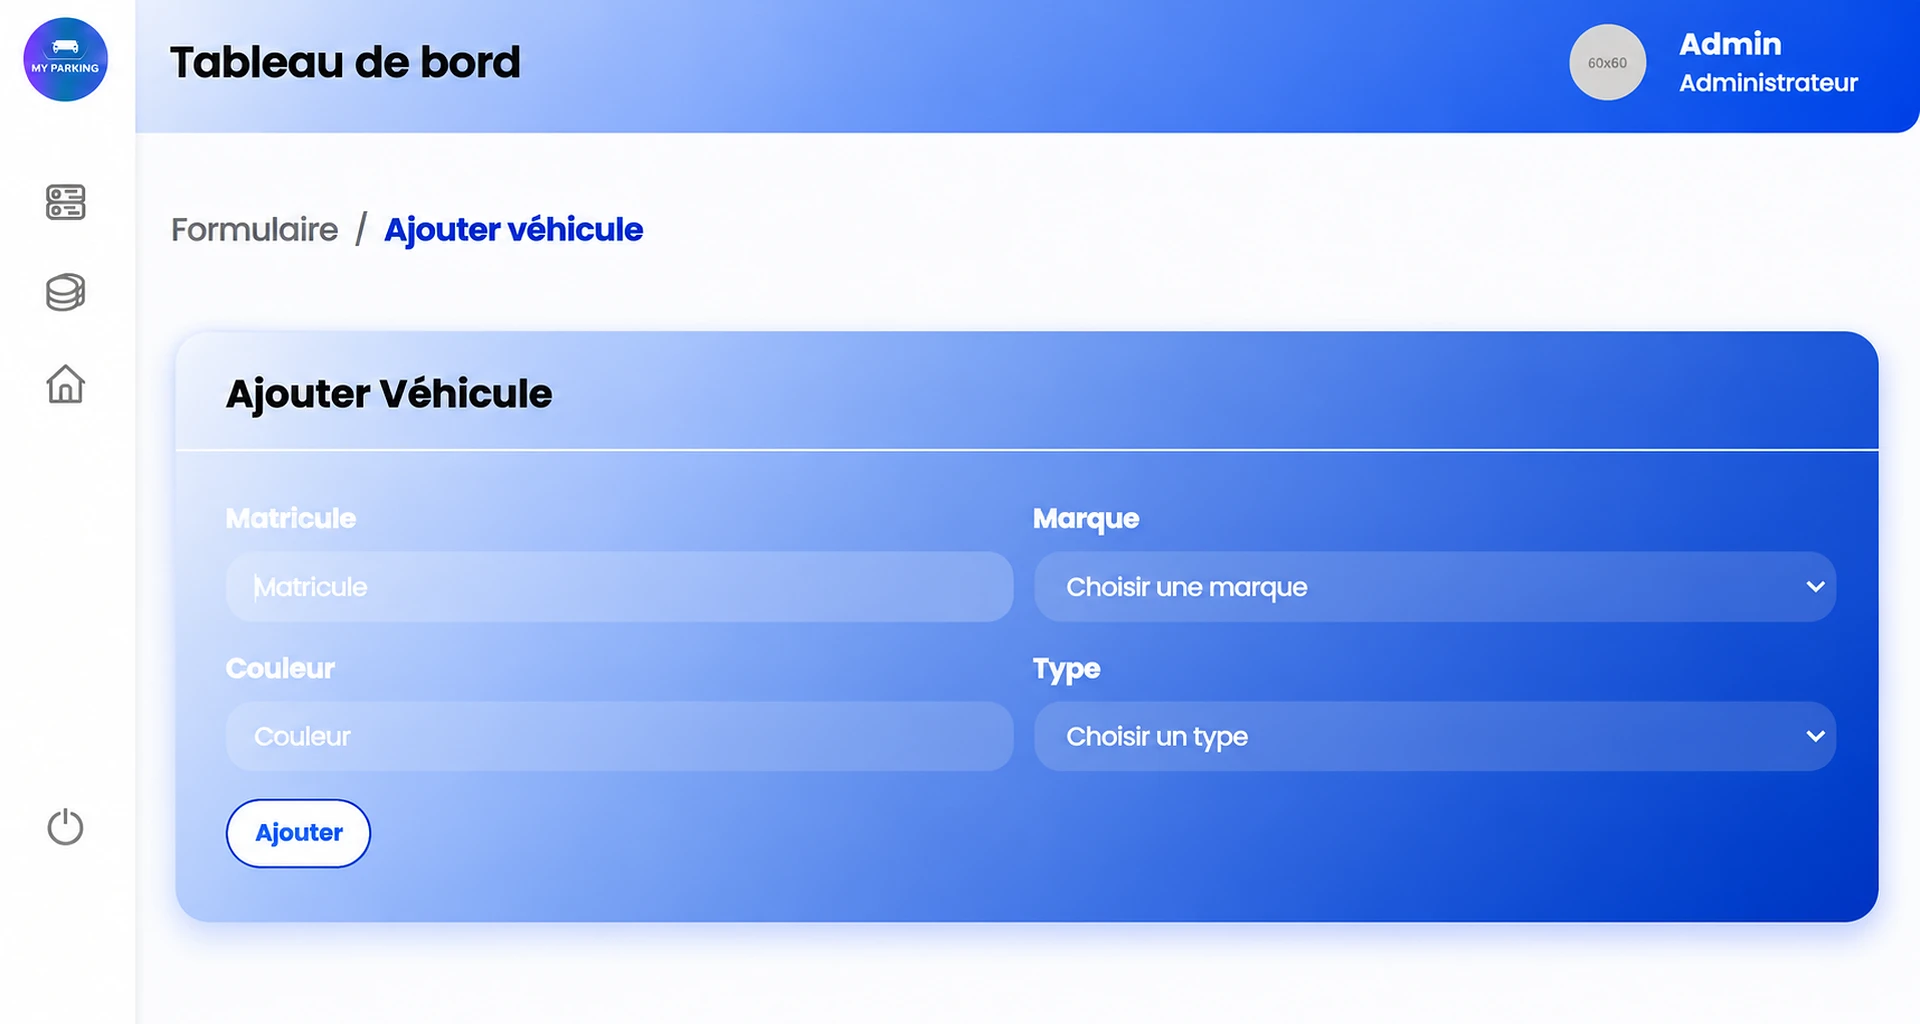 MY PARKING
Tableau de bord
60x60
Admin
Administrateur
Formulaire / Ajouter véhicule
Ajouter Véhicule
Matricule
Marque
Matricule
Choisir une marque
Couleur
Type
Couleur
Choisir un type
Ajouter